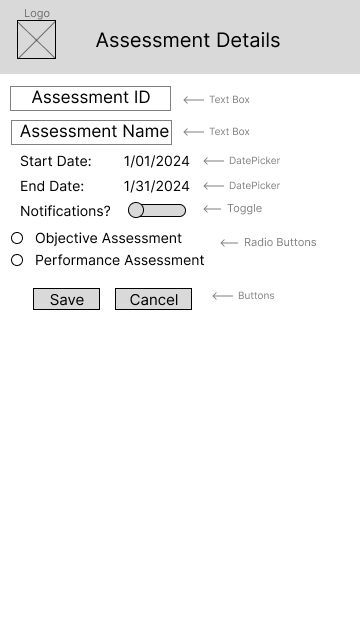 Logo
Assessment Details
Assessment ID ← Text Box
Assessment Name ← Text Box
Start Date: 1/01/2024 ← DatePicker
End Date: 1/31/2024 ← DatePicker
Notifications? ← Toggle
Objective Assessment ← Radio Buttons
Performance Assessment
Save Cancel ← Buttons